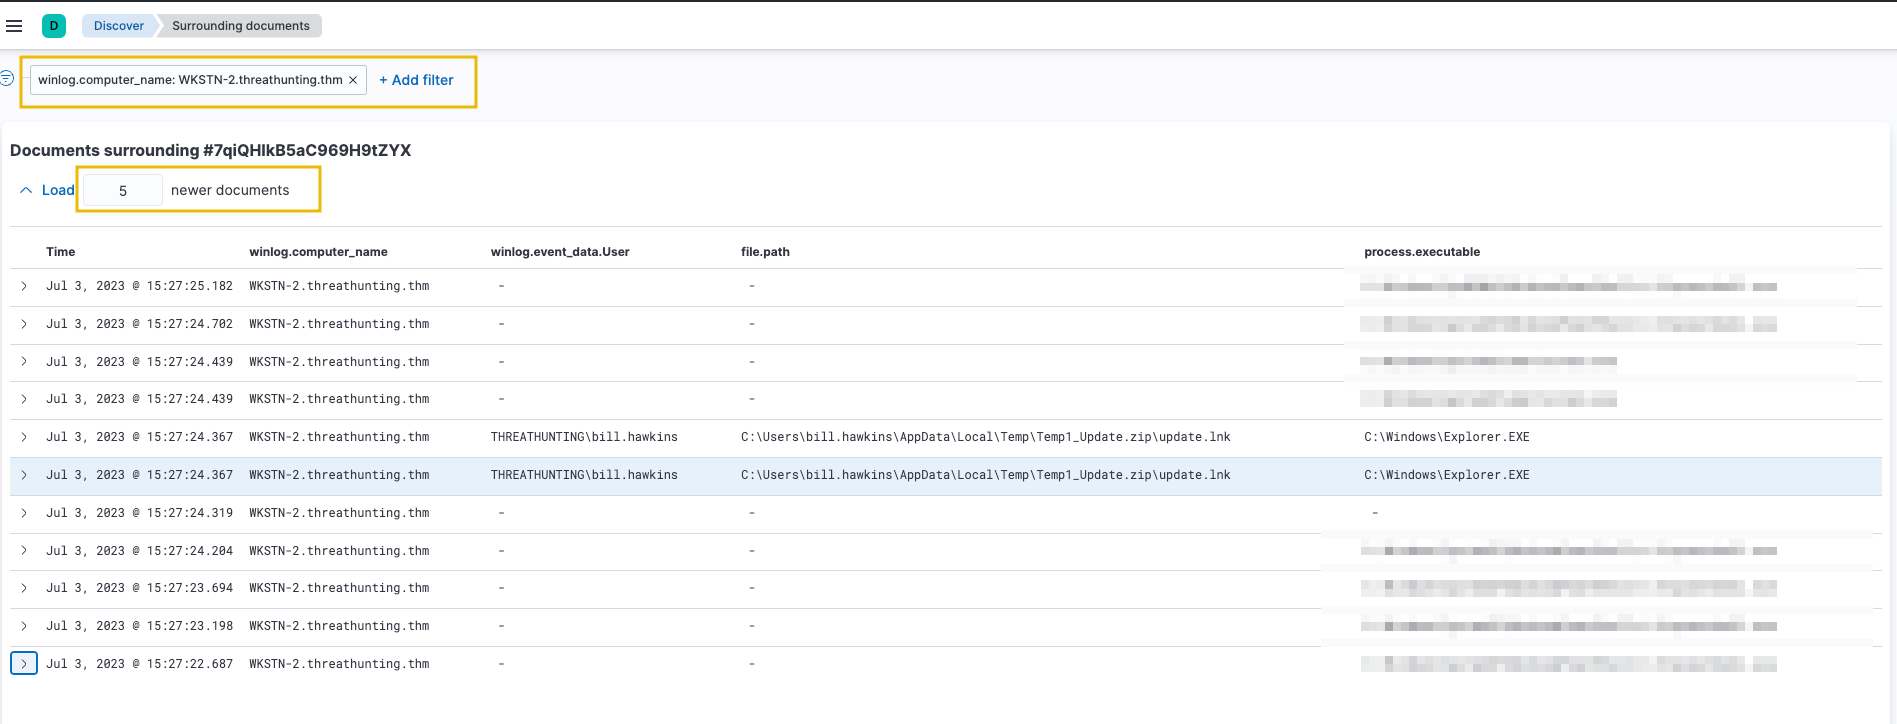 D Discover Surrounding documents
winlog.computer_name: WKSTN-2.threathunting.thm × + Add filter
Documents surrounding #7qiQHIkB5aC969H9tZYX
Load 5 newer documents
Time winlog.computer_name winlog.event_data.User file.path process.executable
Jul 3, 2023 @ 15:27:25.182 WKSTN-2.threathunting.thm - -
Jul 3, 2023 @ 15:27:24.702 WKSTN-2.threathunting.thm - -
Jul 3, 2023 @ 15:27:24.439 WKSTN-2.threathunting.thm - -
Jul 3, 2023 @ 15:27:24.439 WKSTN-2.threathunting.thm - -
Jul 3, 2023 @ 15:27:24.367 WKSTN-2.threathunting.thm THREATHUNTING\bill.hawkins C:\Users\bill.hawkins\AppData\Local\Temp\Temp1_Update.zip\update.lnk C:\Windows\Explorer.EXE
Jul 3, 2023 @ 15:27:24.367 WKSTN-2.threathunting.thm THREATHUNTING\bill.hawkins C:\Users\bill.hawkins\AppData\Local\Temp\Temp1_Update.zip\update.lnk C:\Windows\Explorer.EXE
Jul 3, 2023 @ 15:27:24.319 WKSTN-2.threathunting.thm - - -
Jul 3, 2023 @ 15:27:24.204 WKSTN-2.threathunting.thm - -
Jul 3, 2023 @ 15:27:23.694 WKSTN-2.threathunting.thm - -
Jul 3, 2023 @ 15:27:23.198 WKSTN-2.threathunting.thm - -
Jul 3, 2023 @ 15:27:22.687 WKSTN-2.threathunting.thm - -